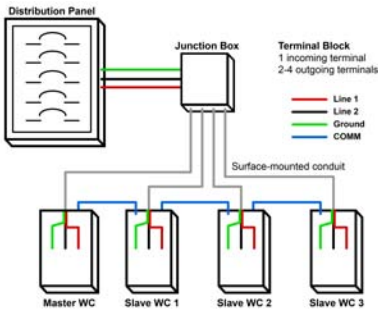 Distribution Panel
Junction Box
Terminal Block
1 incoming terminal
2-4 outgoing terminals
Line 1
Line 2
Ground
COMM
Surface-mounted conduit
Master WC
Slave WC 1
Slave WC 2
Slave WC 3